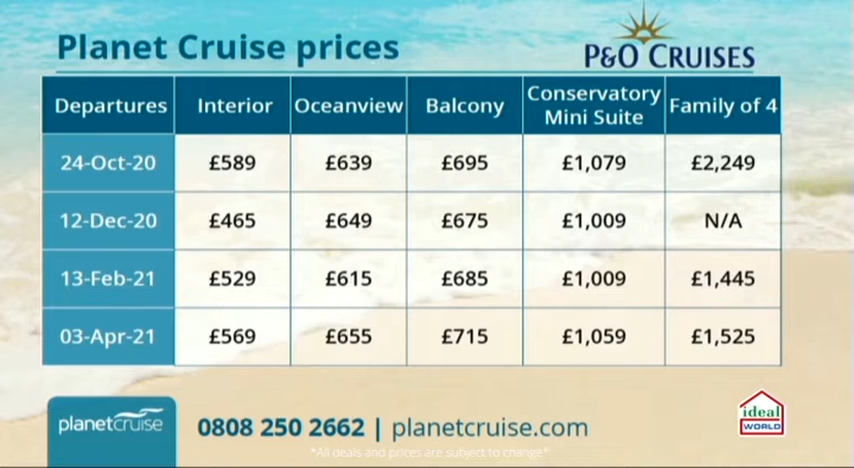 Planet Cruise prices
P&O CRUISES
Departures Interior Oceanview Balcony Conservatory Mini Suite Family of 4
24-Oct-20 £589 £639 £695 £1,079 £2,249
12-Dec-20 £465 £649 £675 £1,009 N/A
13-Feb-21 £529 £615 £685 £1,009 £1,445
03-Apr-21 £569 £655 £715 £1,059 £1,525
planetcruise
0808 250 2662 | planetcruise.com
ideal
WORLD
*All deals and prices are subject to change*